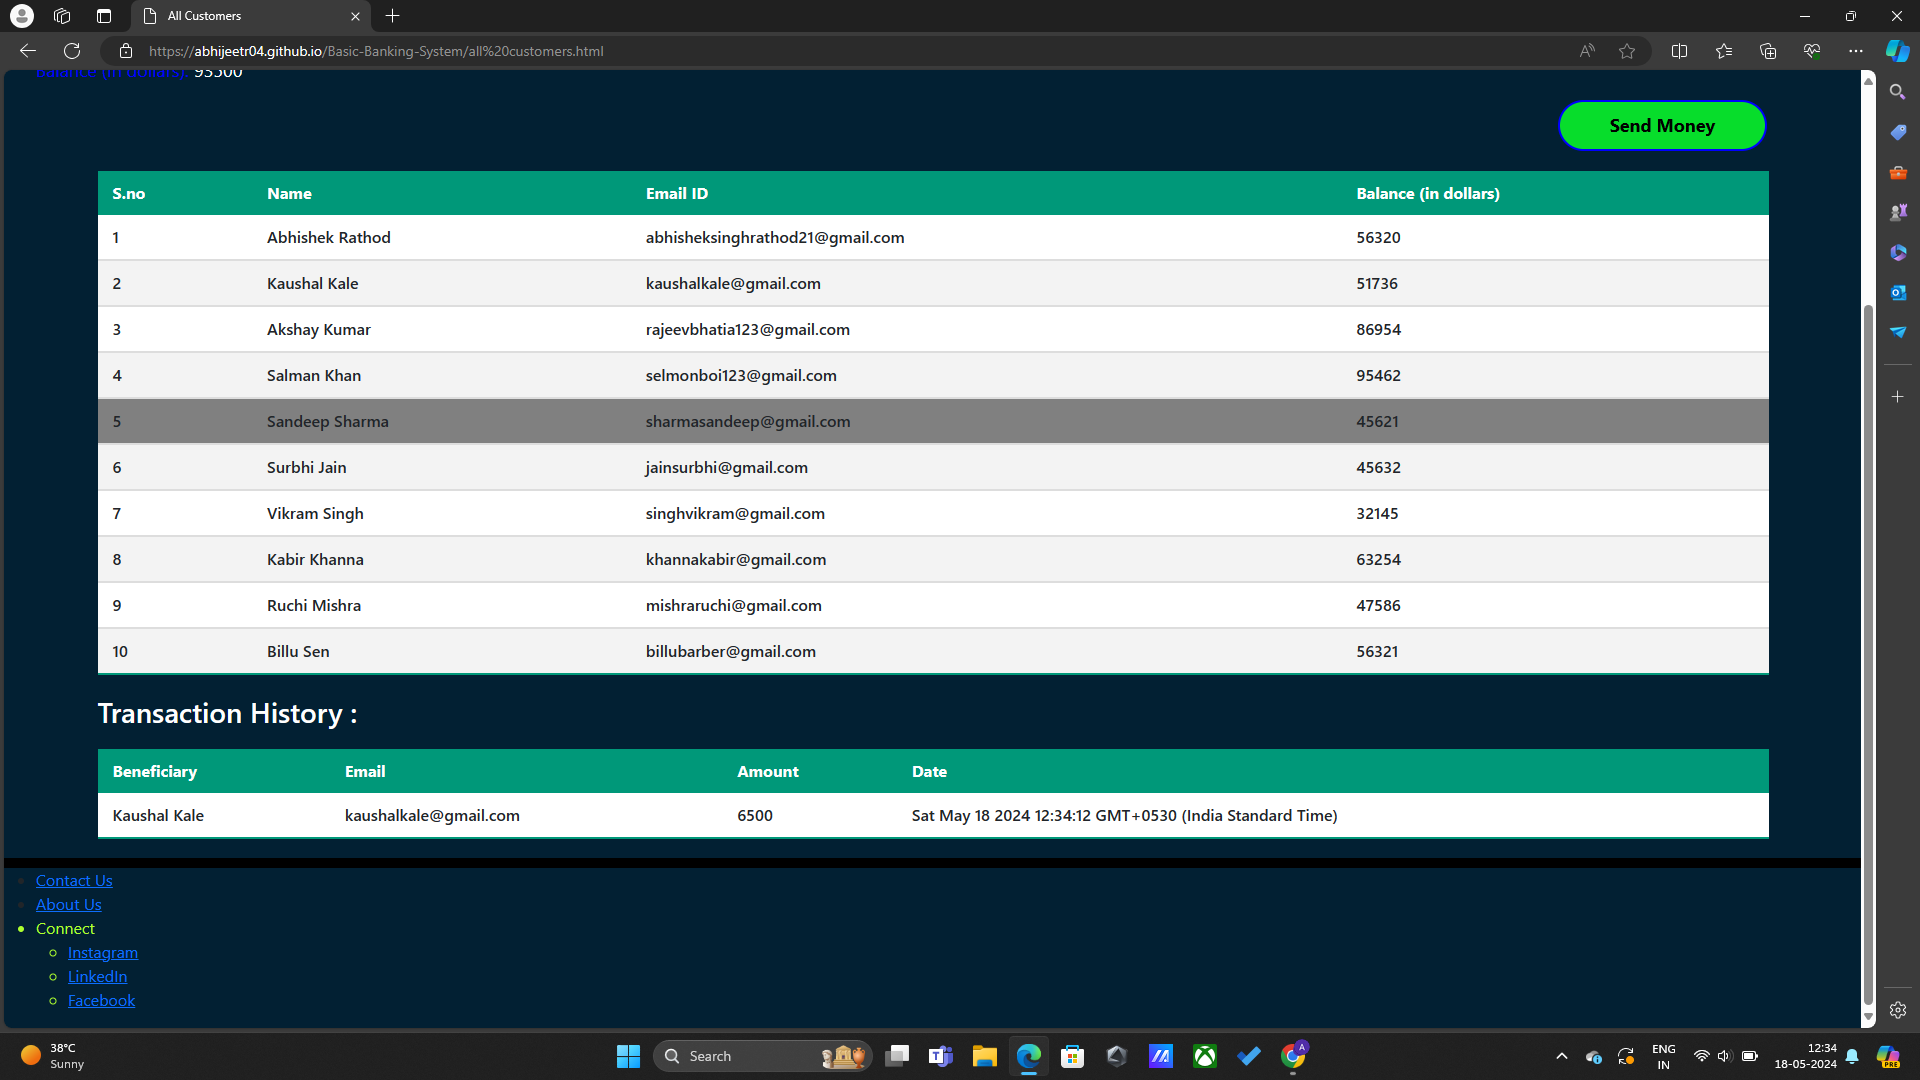 All Customers
https://abhijeetr04.github.io/Basic-Banking-System/all%20customers.html
Balance (in dollars): 93500
Send Money
S.no Name Email ID Balance (in dollars)
1 Abhishek Rathod abhisheksinghrathod21@gmail.com 56320
2 Kaushal Kale kaushalkale@gmail.com 51736
3 Akshay Kumar rajeevbhatia123@gmail.com 86954
4 Salman Khan selmonboi123@gmail.com 95462
5 Sandeep Sharma sharmasandeep@gmail.com 45621
6 Surbhi Jain jainsurbhi@gmail.com 45632
7 Vikram Singh singhvikram@gmail.com 32145
8 Kabir Khanna khannakabir@gmail.com 63254
9 Ruchi Mishra mishraruchi@gmail.com 47586
10 Billu Sen billubarber@gmail.com 56321
Transaction History :
Beneficiary Email Amount Date
Kaushal Kale kaushalkale@gmail.com 6500 Sat May 18 2024 12:34:12 GMT+0530 (India Standard Time)
Contact Us
About Us
Connect
Instagram
LinkedIn
Facebook
38°C
Sunny
Search
ENG
IN
12:34
18-05-2024
PRE